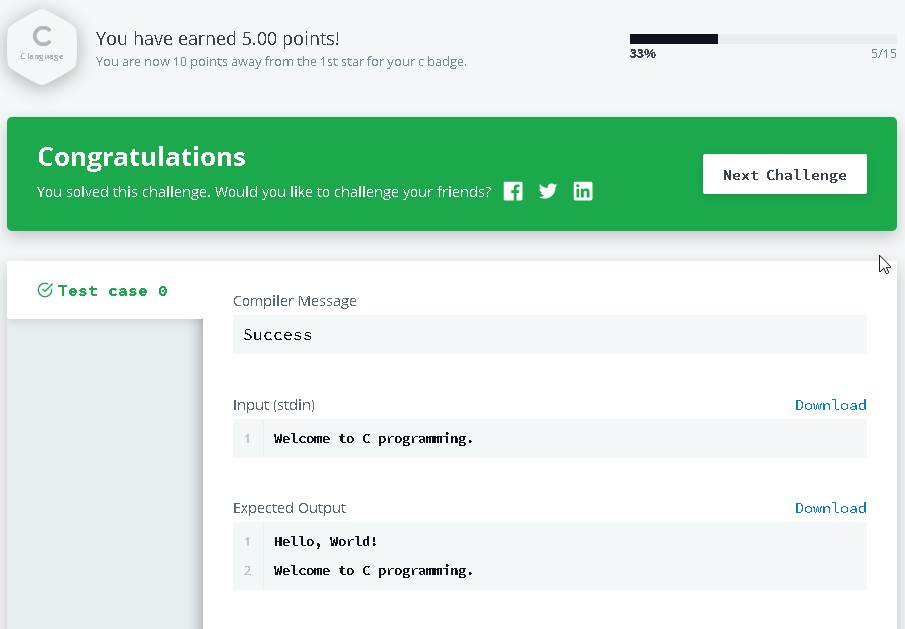 C
C language
You have earned 5.00 points!
You are now 10 points away from the 1st star for your c badge.
33%
5/15
Congratulations
You solved this challenge. Would you like to challenge your friends?
Next Challenge
Test case 0
Compiler Message
Success
Input (stdin)
Download
1 Welcome to C programming.
Expected Output
Download
1 Hello, World!
2 Welcome to C programming.